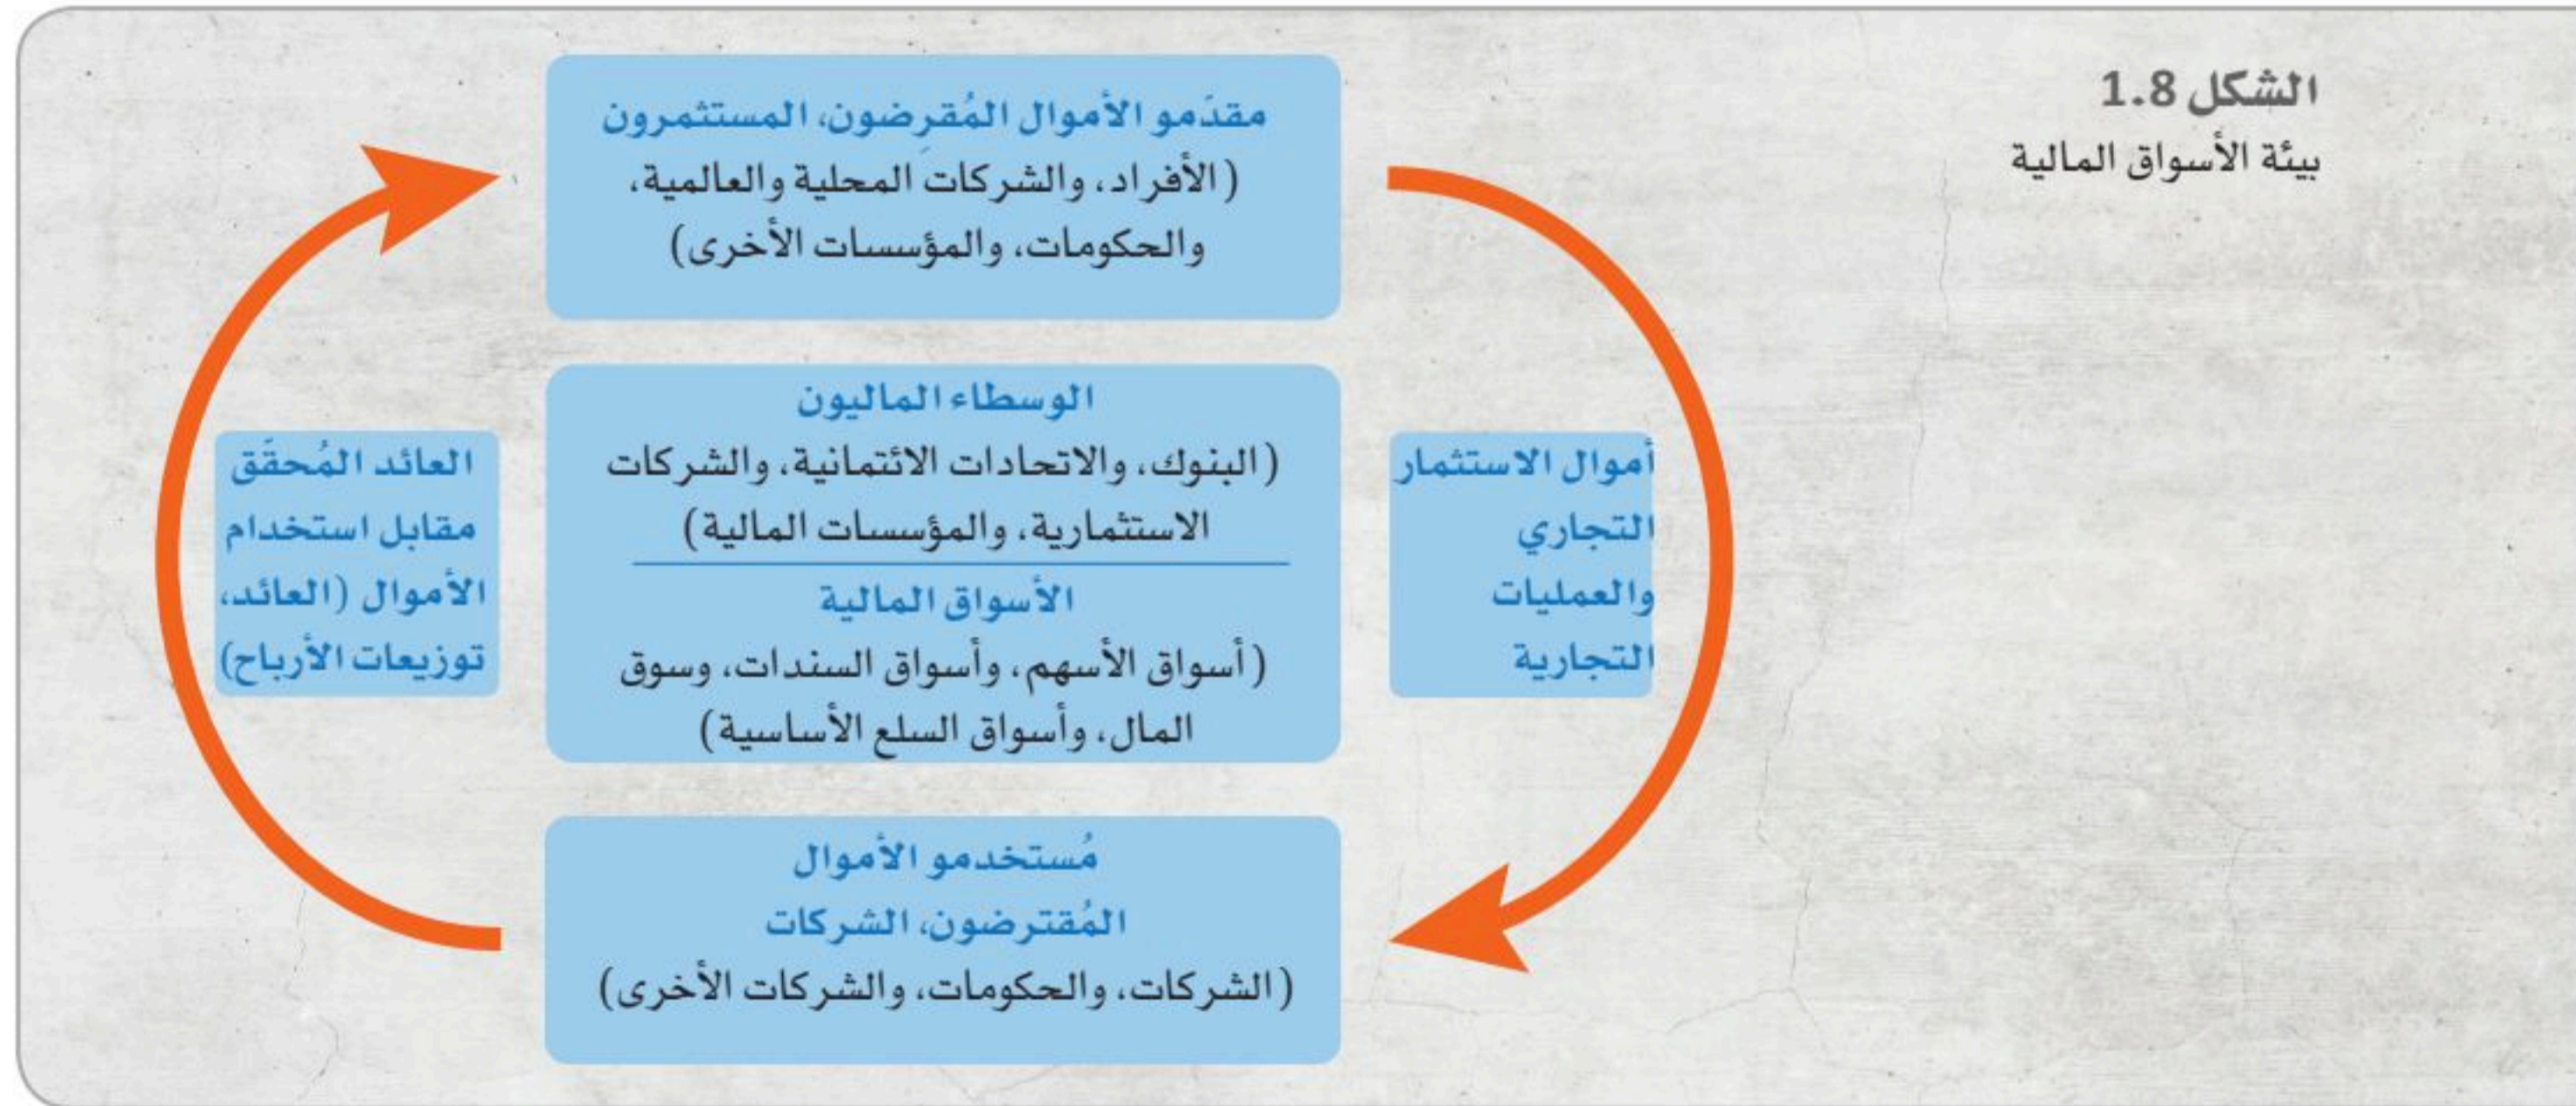 الشكل 1.8
بيئة الأسواق المالية
مقدّمو الأموال المُقرِضون، المستثمرون
(الأفراد، والشركات المحلية والعالمية،
والحكومات، والمؤسسات الأخرى)
أموال الاستثمار
التجاري
والعمليات
التجارية
الوسطاء الماليون
(البنوك، والاتحادات الائتمانية، والشركات
الاستثمارية، والمؤسسات المالية)
الأسواق المالية
(أسواق الأسهم، وأسواق السندات، وسوق
المال، وأسواق السلع الأساسية)
العائد المُحقَّق
مقابل استخدام
الأموال (العائد،
توزيعات الأرباح)
مُستخدمو الأموال
المُقترضون، الشركات
(الشركات، والحكومات، والشركات الأخرى)